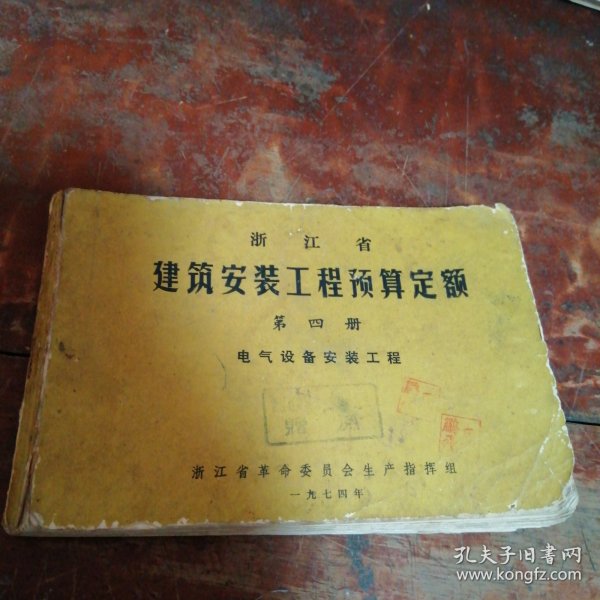 浙江省
建筑安装工程预算定额
第四册
电气设备安装工程
浙江省革命委员会生产指挥组
一九七四年
孔夫子旧书网
www.kongfz.com